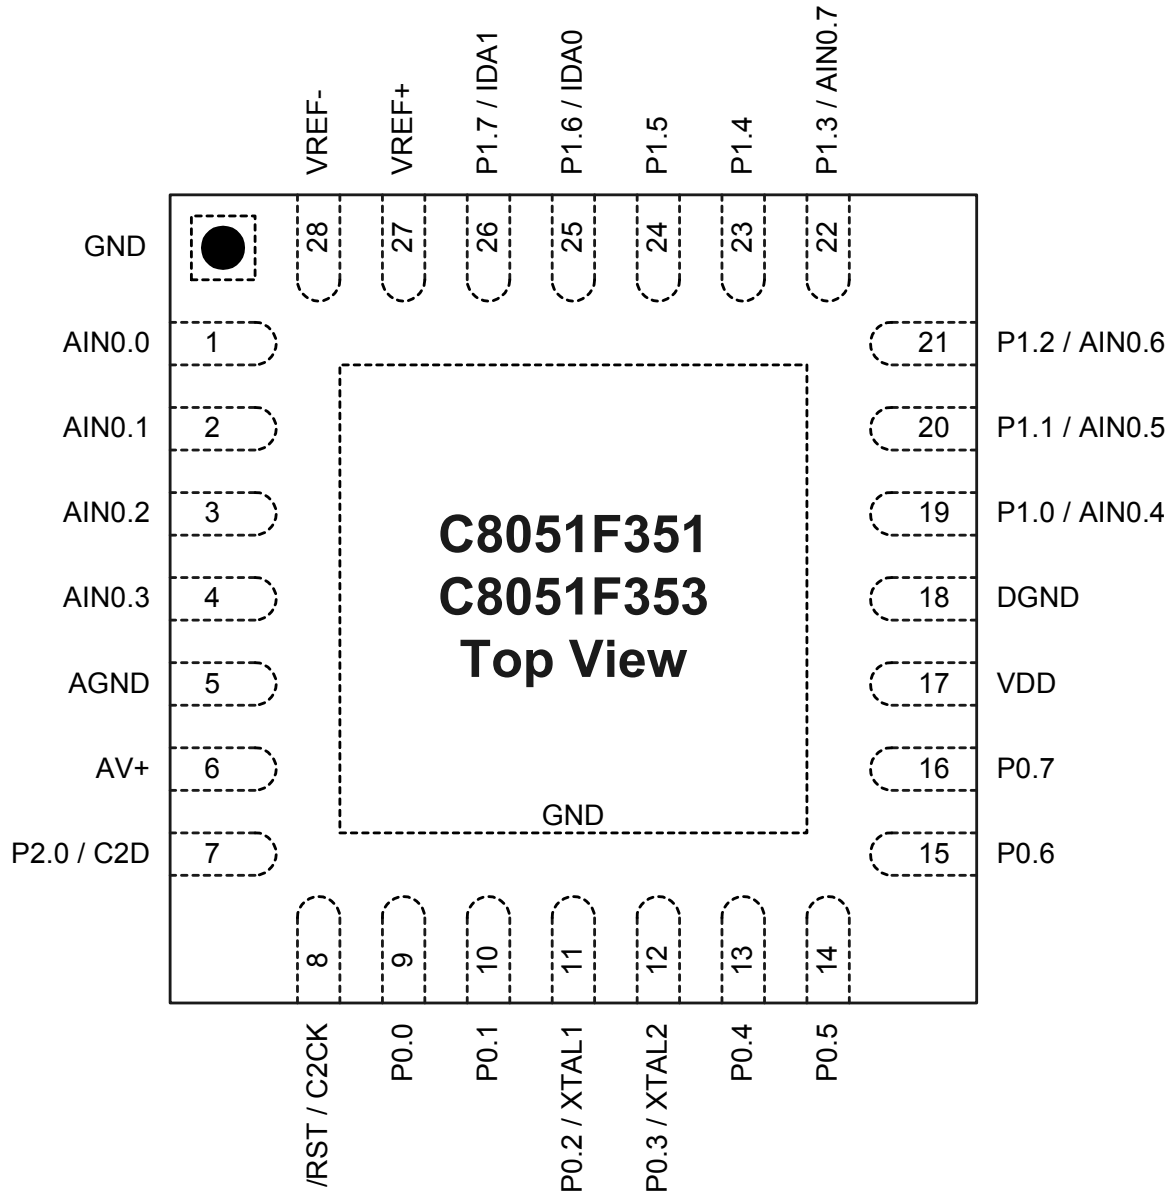 VREF-
VREF+
P1.7 / IDA1
P1.6 / IDA0
P1.5
P1.4
P1.3 / AIN0.7
GND
28
27
26
25
24
23
22
AIN0.0
1
21
P1.2 / AIN0.6
AIN0.1
2
20
P1.1 / AIN0.5
AIN0.2
3
19
P1.0 / AIN0.4
C8051F351
C8051F353
Top View
AIN0.3
4
18
DGND
AGND
5
17
VDD
AV+
6
16
P0.7
GND
P2.0 / C2D
7
15
P0.6
8
9
10
11
12
13
14
/RST / C2CK
P0.0
P0.1
P0.2 / XTAL1
P0.3 / XTAL2
P0.4
P0.5